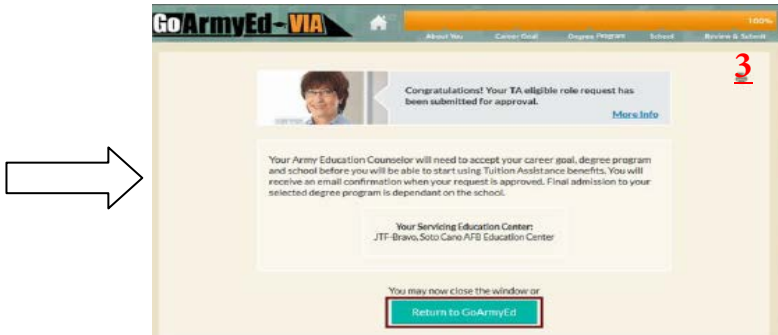 GoArmyEd-VIA
100%
About You Career Goal Degree Program School Review & Submit
3
Congratulations! Your TA eligible role request has
been submitted for approval.
More Info
Your Army Education Counselor will need to accept your career goal, degree program
and school before you will be able to start using Tuition Assistance benefits. You will
receive an email confirmation when your request is approved. Final admission to your
selected degree program is dependant on the school.
Your Servicing Education Center:
JTF-Bravo, Soto Cano AFB Education Center
You may now close the window or
Return to GoArmyEd